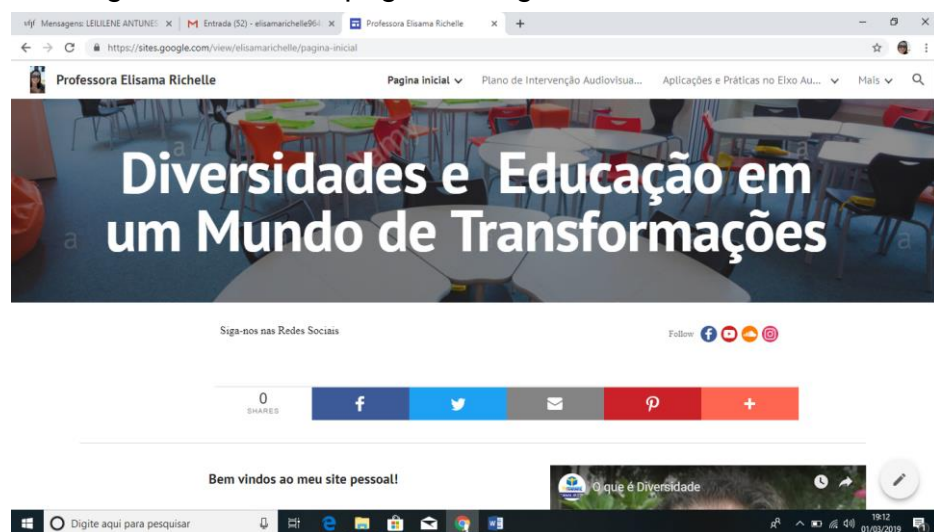 Mensagens: LEILILENE ANTUNES
Entrada (52) - elisamarichelle964
Professora Elisama Richelle
https://sites.google.com/view/elisamarichelle/pagina-inicial
Professora Elisama Richelle
Pagina inicial
Plano de Intervenção Audiovisua...
Aplicações e Práticas no Eixo Au...
Mais
Diversidades e Educação em
um Mundo de Transformações
Siga-nos nas Redes Sociais
Follow
0
SHARES
Bem vindos ao meu site pessoal!
O que é Diversidade
Digite aqui para pesquisar
19:12
01/03/2019